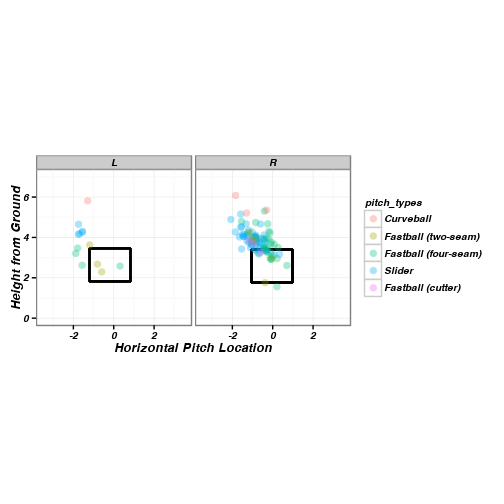 L R
6
4
2
0
-2 0 2 -2 0 2
Height from Ground
Horizontal Pitch Location
pitch_types
Curveball
Fastball (two-seam)
Fastball (four-seam)
Slider
Fastball (cutter)